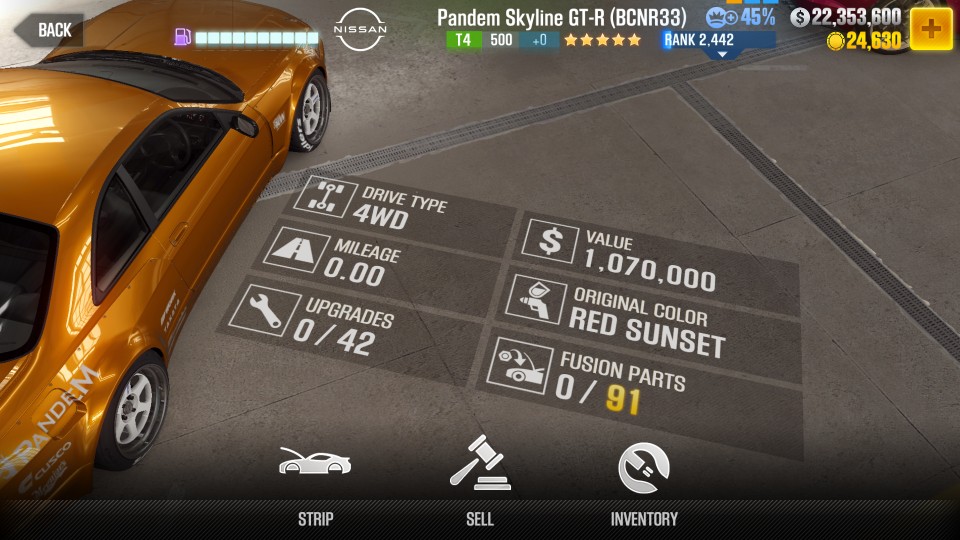 BACK
NISSAN
Pandem Skyline GT-R (BCNR33)
T4 500 +0
45%
RANK 2,442
22,353,600
24,630
DRIVE TYPE
4WD
MILEAGE
0.00
UPGRADES
0 / 42
VALUE
1,070,000
ORIGINAL COLOR
RED SUNSET
FUSION PARTS
0 / 91
PANDEM
CUSCO
STRIP
SELL
INVENTORY